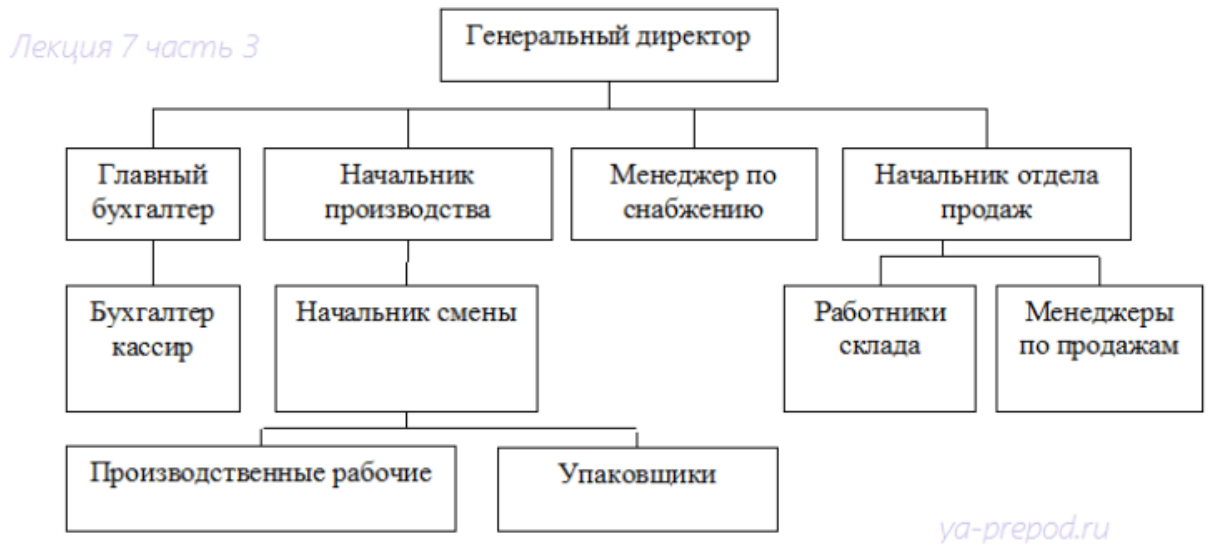 Лекция 7 часть 3
Генеральный директор
Главный
бухгалтер
Начальник
производства
Менеджер по
снабжению
Начальник отдела
продаж
Бухгалтер
кассир
Начальник смены
Работники
склада
Менеджеры
по продажам
Производственные рабочие
Упаковщики
ya-prepod.ru